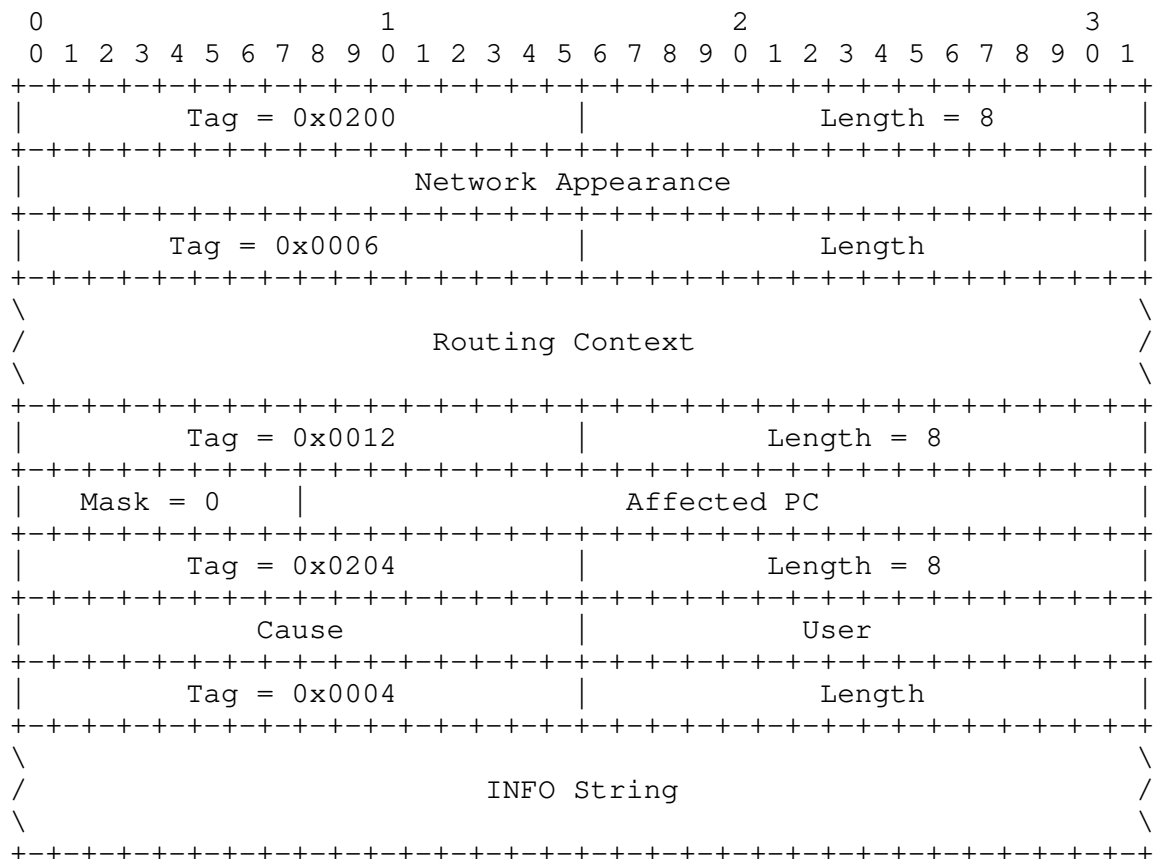 0                   1                   2                   3
 0 1 2 3 4 5 6 7 8 9 0 1 2 3 4 5 6 7 8 9 0 1 2 3 4 5 6 7 8 9 0 1
+-+-+-+-+-+-+-+-+-+-+-+-+-+-+-+-+-+-+-+-+-+-+-+-+-+-+-+-+-+-+-+-+
|         Tag = 0x0200          |             Length = 8        |
+-+-+-+-+-+-+-+-+-+-+-+-+-+-+-+-+-+-+-+-+-+-+-+-+-+-+-+-+-+-+-+-+
|                      Network Appearance                       |
+-+-+-+-+-+-+-+-+-+-+-+-+-+-+-+-+-+-+-+-+-+-+-+-+-+-+-+-+-+-+-+-+
|        Tag = 0x0006           |             Length            |
+-+-+-+-+-+-+-+-+-+-+-+-+-+-+-+-+-+-+-+-+-+-+-+-+-+-+-+-+-+-+-+-+
\                                                               \
/                       Routing Context                         /
\                                                               \
+-+-+-+-+-+-+-+-+-+-+-+-+-+-+-+-+-+-+-+-+-+-+-+-+-+-+-+-+-+-+-+-+
|         Tag = 0x0012          |          Length = 8           |
+-+-+-+-+-+-+-+-+-+-+-+-+-+-+-+-+-+-+-+-+-+-+-+-+-+-+-+-+-+-+-+-+
|   Mask = 0    |                  Affected PC                  |
+-+-+-+-+-+-+-+-+-+-+-+-+-+-+-+-+-+-+-+-+-+-+-+-+-+-+-+-+-+-+-+-+
|         Tag = 0x0204          |          Length = 8           |
+-+-+-+-+-+-+-+-+-+-+-+-+-+-+-+-+-+-+-+-+-+-+-+-+-+-+-+-+-+-+-+-+
|             Cause             |            User               |
+-+-+-+-+-+-+-+-+-+-+-+-+-+-+-+-+-+-+-+-+-+-+-+-+-+-+-+-+-+-+-+-+
|         Tag = 0x0004          |             Length            |
+-+-+-+-+-+-+-+-+-+-+-+-+-+-+-+-+-+-+-+-+-+-+-+-+-+-+-+-+-+-+-+-+
\                                                               \
/                          INFO String                          /
\                                                               \
+-+-+-+-+-+-+-+-+-+-+-+-+-+-+-+-+-+-+-+-+-+-+-+-+-+-+-+-+-+-+-+-+